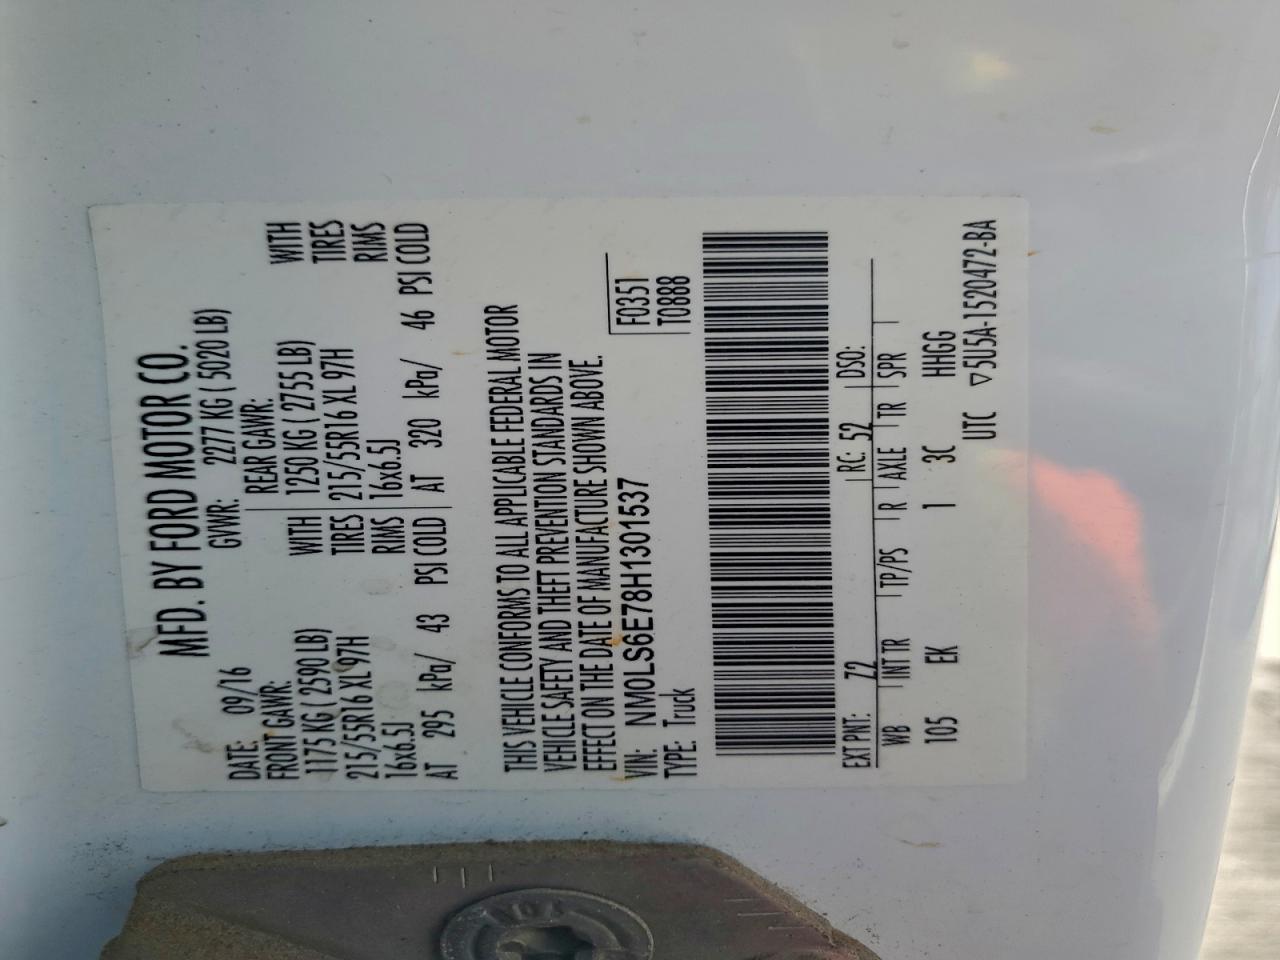 MFD. BY FORD MOTOR CO.
DATE: 09/16 GVWR: 2277 KG ( 5020 LB)
FRONT GAWR: REAR GAWR:
1175 KG ( 2590 LB) WITH 1250 KG ( 2755 LB) WITH
215/55R16 XL 97H TIRES 215/55R16 XL 97H TIRES
16x6.5J RIMS 16x6.5J RIMS
AT 295 kPa/ 43 PSI COLD AT 320 kPa/ 46 PSI COLD
THIS VEHICLE CONFORMS TO ALL APPLICABLE FEDERAL MOTOR
VEHICLE SAFETY AND THEFT PREVENTION STANDARDS IN
EFFECT ON THE DATE OF MANUFACTURE SHOWN ABOVE.
VIN: NM0LS6E78H1301537 F0351
TYPE: Truck T0888
EXT PNT: Z2 RC: 52 DSO:
WB INT TR TP/PS R AXLE TR SPR
105 EK 1 3C HHGG
UTC ▽5U5A-1520472-BA